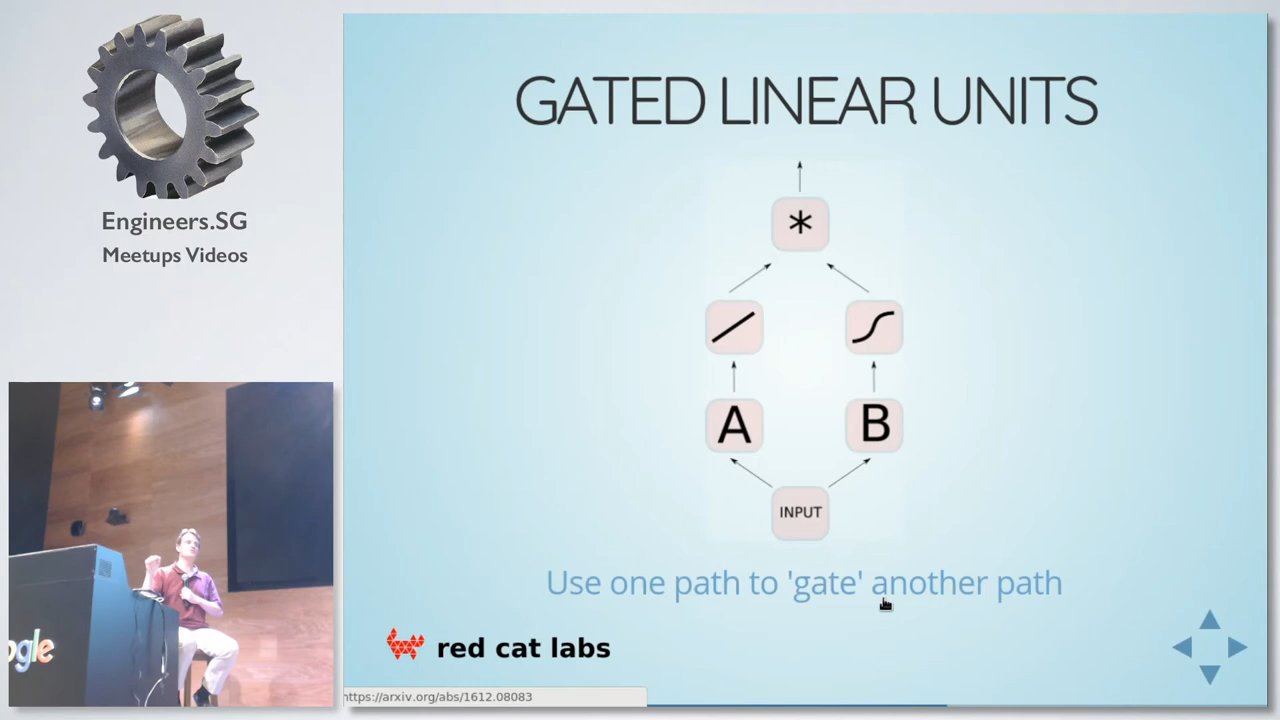 Engineers.SG
Meetups Videos
GATED LINEAR UNITS
*
A
B
INPUT
Use one path to 'gate' another path
red cat labs
https://arxiv.org/abs/1612.08083
ogle